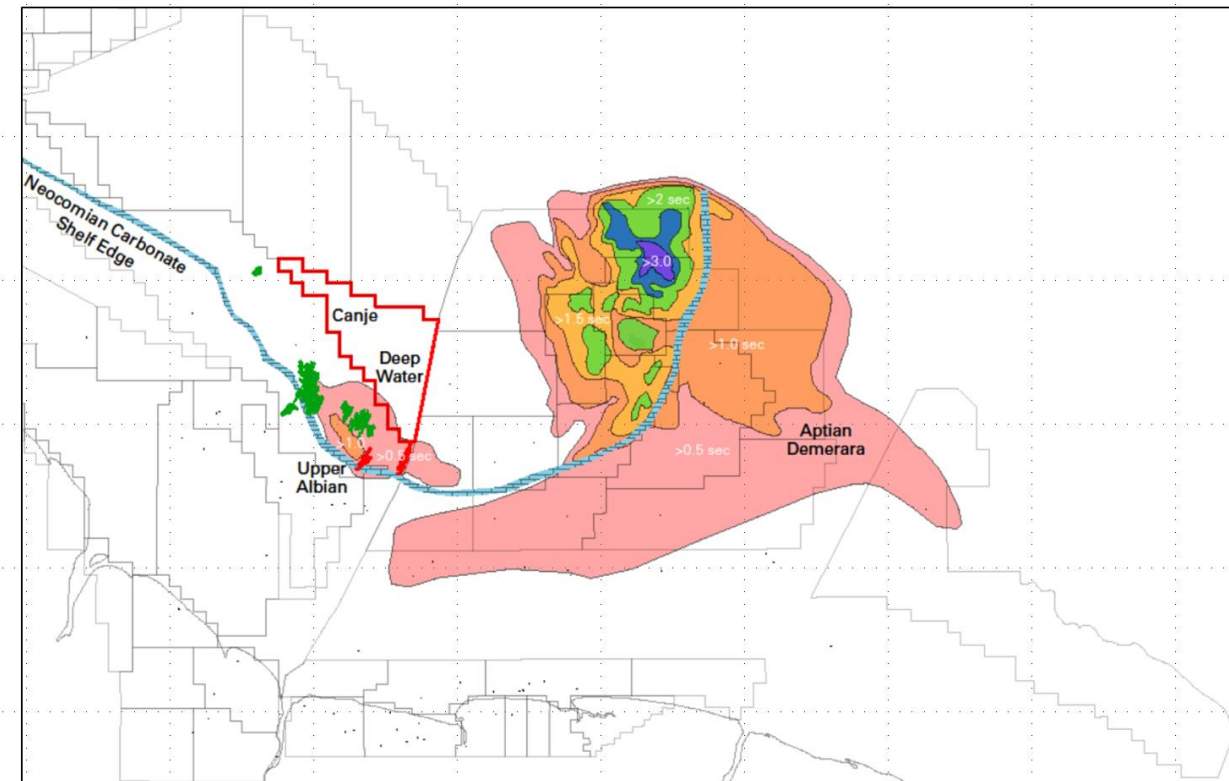 >2 sec
Neocomian Carbonate
Shelf Edge
>3.0
Canje
>1.5 sec
>1.0 sec
Deep
Water
Aptian
Demerara
>1.0
>0.5 sec
>0.5 sec
Upper
Albian